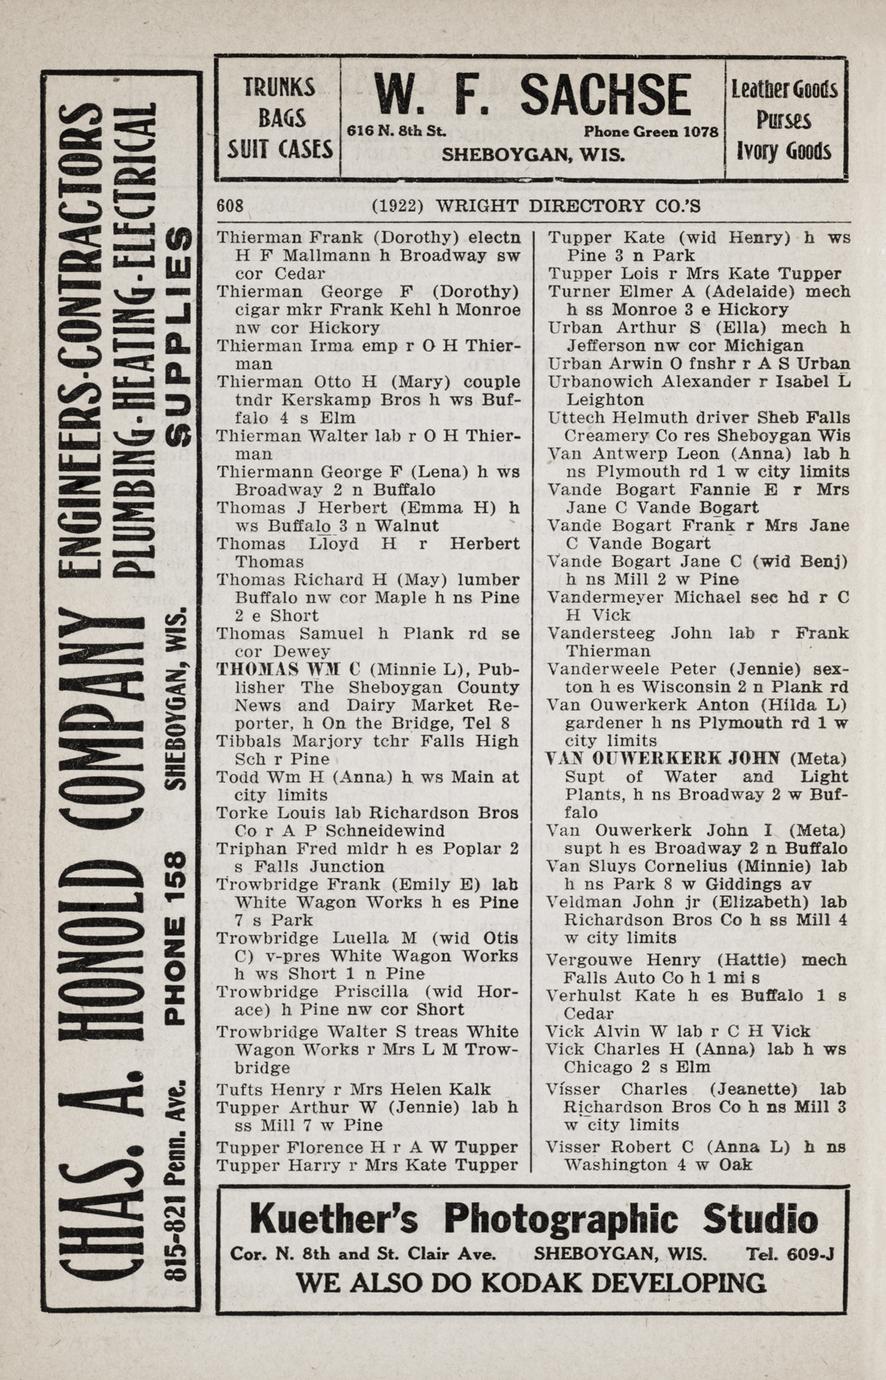 TRUNKS
BAGS
SUIT CASES
W. F. SACHSE
616 N. 8th St. Phone Green 1078
SHEBOYGAN, WIS.
Leather Goods
Purses
Ivory Goods
CHAS. A. HONOLD COMPANY ENGINEERS-CONTRACTORS
PLUMBING-HEATING-ELECTRICAL
815-821 Penn. Ave. PHONE 158 SHEBOYGAN, WIS. SUPPLIES
608 (1922) WRIGHT DIRECTORY CO.'S
Thierman Frank (Dorothy) electn
H F Mallmann h Broadway sw
cor Cedar
Thierman George F (Dorothy)
cigar mkr Frank Kehl h Monroe
nw cor Hickory
Thierman Irma emp r O H Thier-
man
Thierman Otto H (Mary) couple
tndr Kerskamp Bros h ws Buf-
falo 4 s Elm
Thierman Walter lab r O H Thier-
man
Thiermann George F (Lena) h ws
Broadway 2 n Buffalo
Thomas J Herbert (Emma H) h
ws Buffalo 3 n Walnut
Thomas Lloyd H r Herbert
Thomas
Thomas Richard H (May) lumber
Buffalo nw cor Maple h ns Pine
2 e Short
Thomas Samuel h Plank rd se
cor Dewey
THOMAS WM C (Minnie L), Pub-
lisher The Sheboygan County
News and Dairy Market Re-
porter, h On the Bridge, Tel 8
Tibbals Marjory tchr Falls High
Sch r Pine
Todd Wm H (Anna) h ws Main at
city limits
Torke Louis lab Richardson Bros
Co r A P Schneidewind
Triphan Fred mldr h es Poplar 2
s Falls Junction
Trowbridge Frank (Emily E) lab
White Wagon Works h es Pine
7 s Park
Trowbridge Luella M (wid Otis
C) v-pres White Wagon Works
h ws Short 1 n Pine
Trowbridge Priscilla (wid Hor-
ace) h Pine nw cor Short
Trowbridge Walter S treas White
Wagon Works r Mrs L M Trow-
bridge
Tufts Henry r Mrs Helen Kalk
Tupper Arthur W (Jennie) lab h
ss Mill 7 w Pine
Tupper Florence H r A W Tupper
Tupper Harry r Mrs Kate Tupper
Tupper Kate (wid Henry) h ws
Pine 3 n Park
Tupper Lois r Mrs Kate Tupper
Turner Elmer A (Adelaide) mech
h ss Monroe 3 e Hickory
Urban Arthur S (Ella) mech h
Jefferson nw cor Michigan
Urban Arwin O fnshr r A S Urban
Urbanowich Alexander r Isabel L
Leighton
Uttech Helmuth driver Sheb Falls
Creamery Co res Sheboygan Wis
Van Antwerp Leon (Anna) lab h
ns Plymouth rd 1 w city limits
Vande Bogart Fannie E r Mrs
Jane C Vande Bogart
Vande Bogart Frank r Mrs Jane
C Vande Bogart
Vande Bogart Jane C (wid Benj)
h ns Mill 2 w Pine
Vandermeyer Michael sec hd r C
H Vick
Vandersteeg John lab r Frank
Thierman
Vanderweele Peter (Jennie) sex-
ton h es Wisconsin 2 n Plank rd
Van Ouwerkerk Anton (Hilda L)
gardener h ns Plymouth rd 1 w
city limits
VAN OUWERKERK JOHN (Meta)
Supt of Water and Light
Plants, h ns Broadway 2 w Buf-
falo
Van Ouwerkerk John I (Meta)
supt h es Broadway 2 n Buffalo
Van Sluys Cornelius (Minnie) lab
h ns Park 8 w Giddings av
Veldman John jr (Elizabeth) lab
Richardson Bros Co h ss Mill 4
w city limits
Vergouwe Henry (Hattie) mech
Falls Auto Co h 1 mi s
Verhulst Kate h es Buffalo 1 s
Cedar
Vick Alvin W lab r C H Vick
Vick Charles H (Anna) lab h ws
Chicago 2 s Elm
Visser Charles (Jeanette) lab
Richardson Bros Co h ns Mill 3
w city limits
Visser Robert C (Anna L) h ns
Washington 4 w Oak
Kuether's Photographic Studio
Cor. N. 8th and St. Clair Ave. SHEBOYGAN, WIS. Tel. 609-J
WE ALSO DO KODAK DEVELOPING